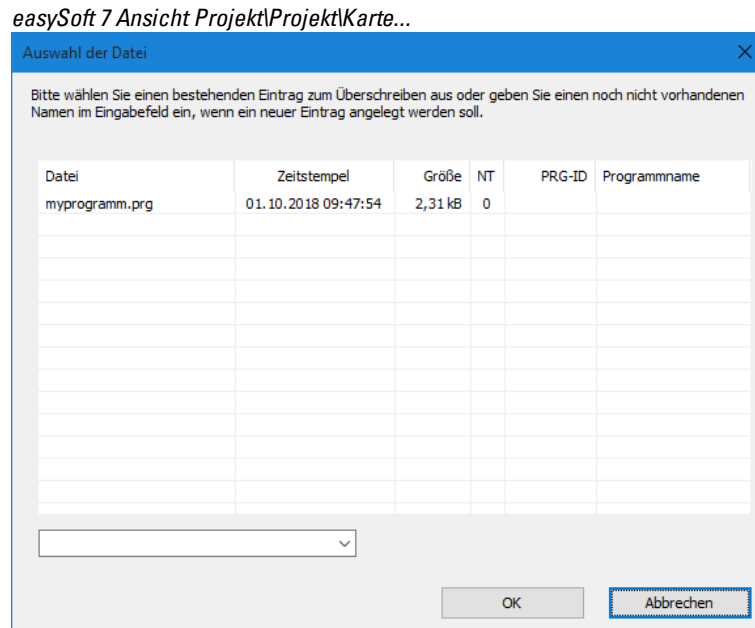 easySoft 7 Ansicht Projekt\Projekt\Karte...
Auswahl der Datei
Bitte wählen Sie einen bestehenden Eintrag zum Überschreiben aus oder geben Sie einen noch nicht vorhandenen
Namen im Eingabefeld ein, wenn ein neuer Eintrag angelegt werden soll.
Datei Zeitstempel Größe NT PRG-ID Programmname
myprogramm.prg 01.10.2018 09:47:54 2,31 kB 0
OK Abbrechen